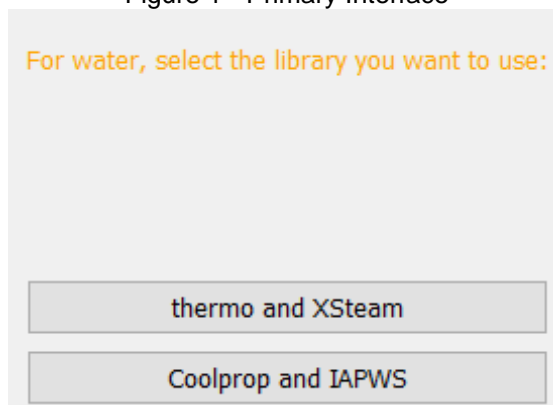 For water, select the library you want to use:
thermo and XSteam
Coolprop and IAPWS